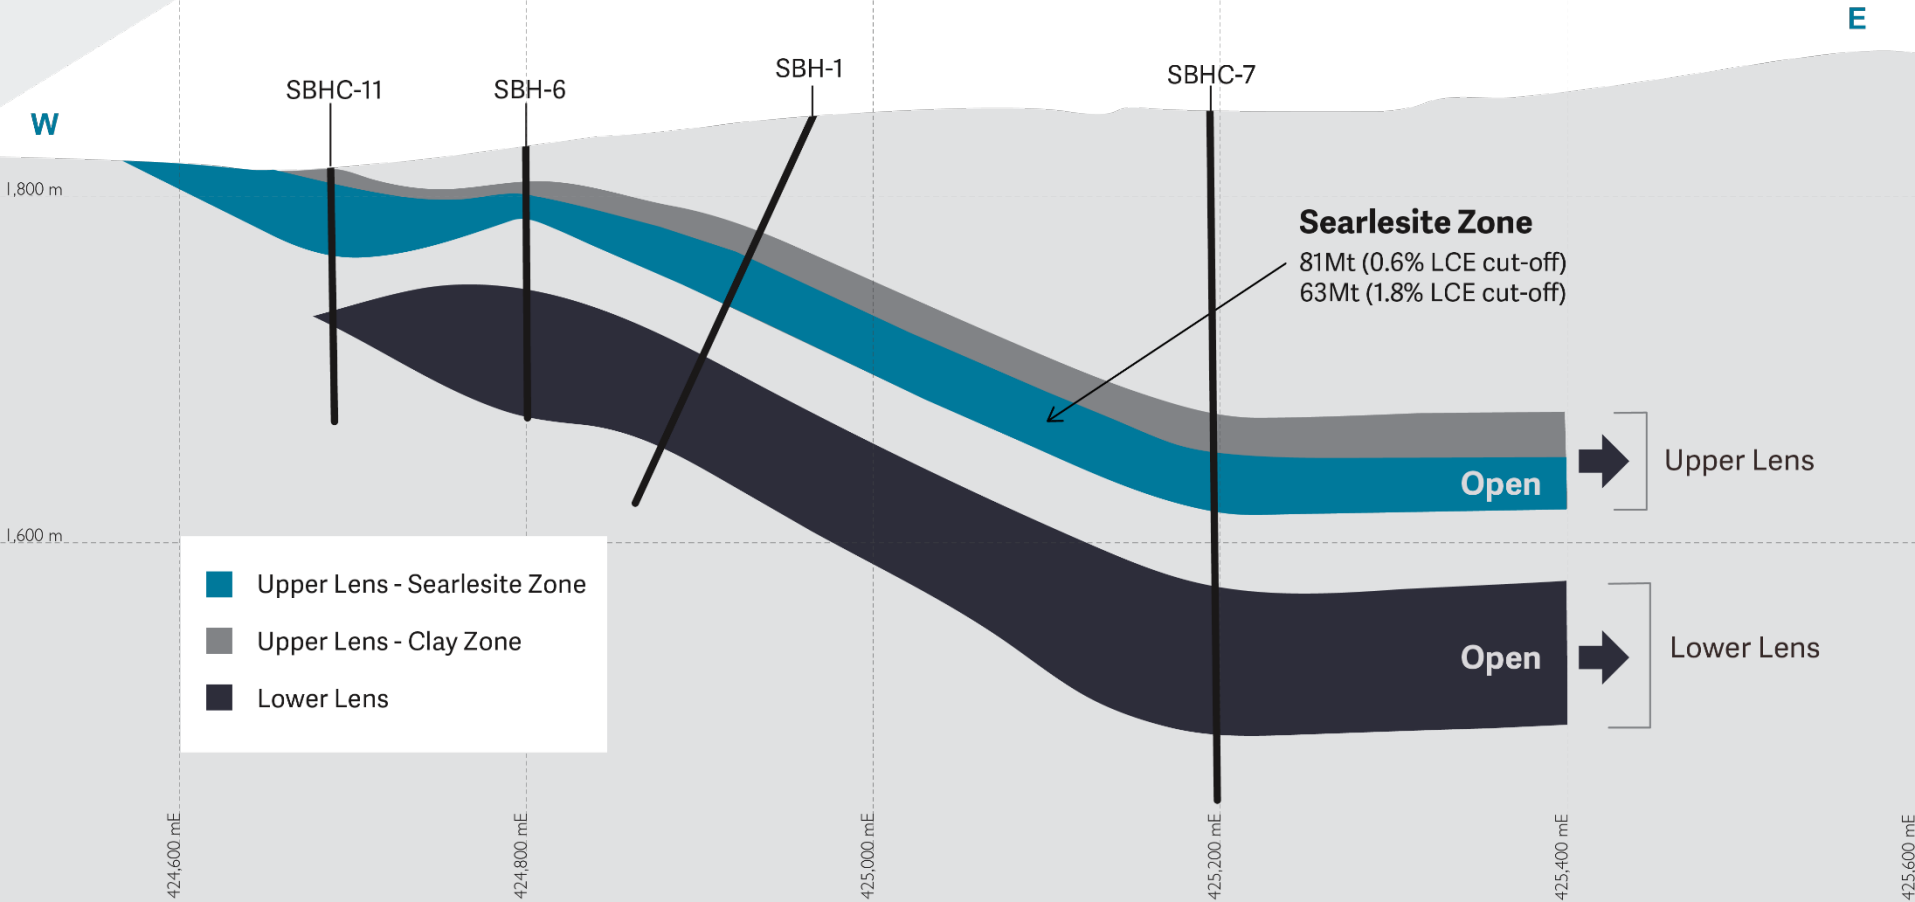 E
SBH-1
SBHC-7
SBHC-11
SBH-6
W
1,800 m
Searlesite Zone
81Mt (0.6% LCE cut-off)
63Mt (1.8% LCE cut-off)
Upper Lens
Open
1,600 m
Upper Lens - Searlesite Zone
Upper Lens - Clay Zone
Lower Lens
Open
Lower Lens
424,600 mE
424,800 mE
425,000 mE
425,200 mE
425,400 mE
425,600 mE